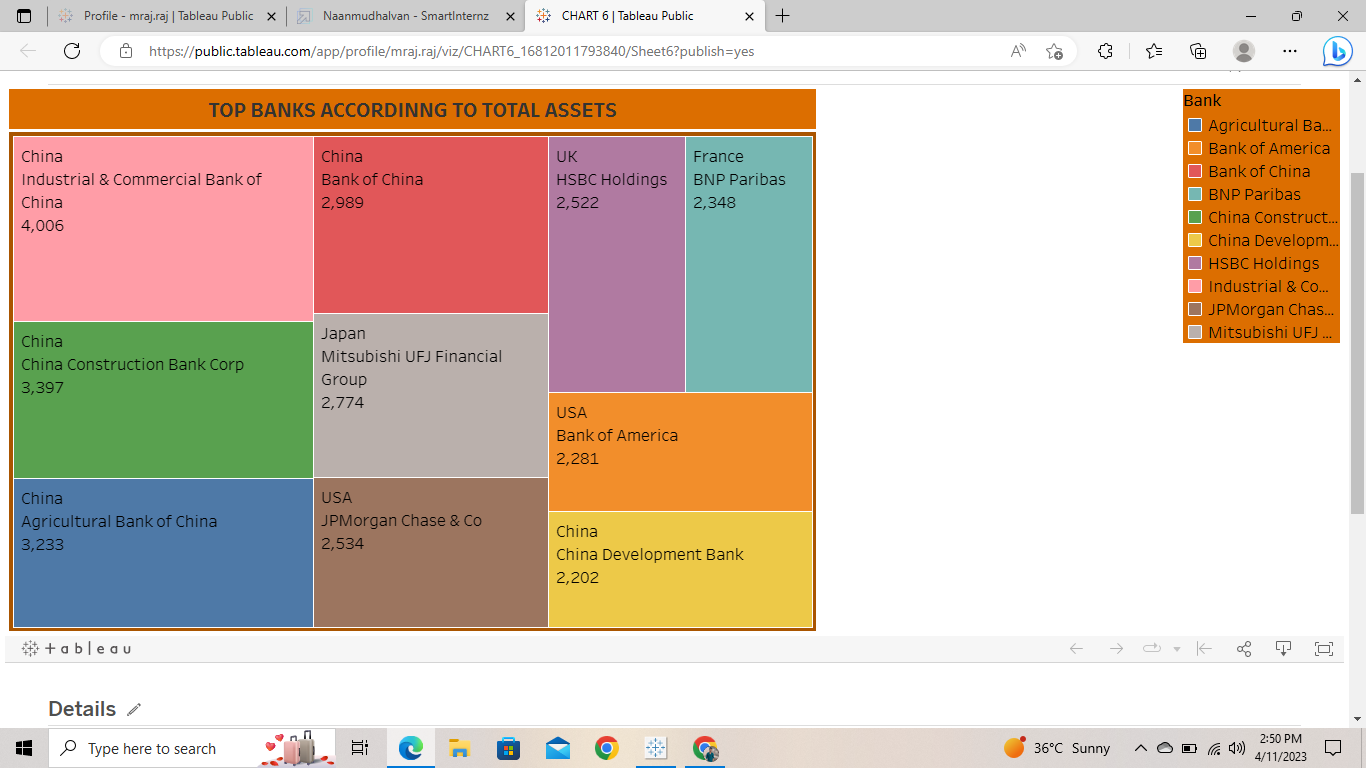 Profile - mraj.raj | Tableau Public
Naanmudhalvan - SmartInternz
CHART 6 | Tableau Public
https://public.tableau.com/app/profile/mraj.raj/viz/CHART6_16812011793840/Sheet6?publish=yes
TOP BANKS ACCORDINNG TO TOTAL ASSETS
China
Industrial & Commercial Bank of
China
4,006
China
China Construction Bank Corp
3,397
China
Agricultural Bank of China
3,233
China
Bank of China
2,989
Japan
Mitsubishi UFJ Financial
Group
2,774
USA
JPMorgan Chase & Co
2,534
UK
HSBC Holdings
2,522
France
BNP Paribas
2,348
USA
Bank of America
2,281
China
China Development Bank
2,202
Bank
Agricultural Ba...
Bank of America
Bank of China
BNP Paribas
China Construct...
China Developm...
HSBC Holdings
Industrial & Co...
JPMorgan Chas...
Mitsubishi UFJ ...
+ a b l e a u
Details
Type here to search
36°C Sunny
2:50 PM
4/11/2023